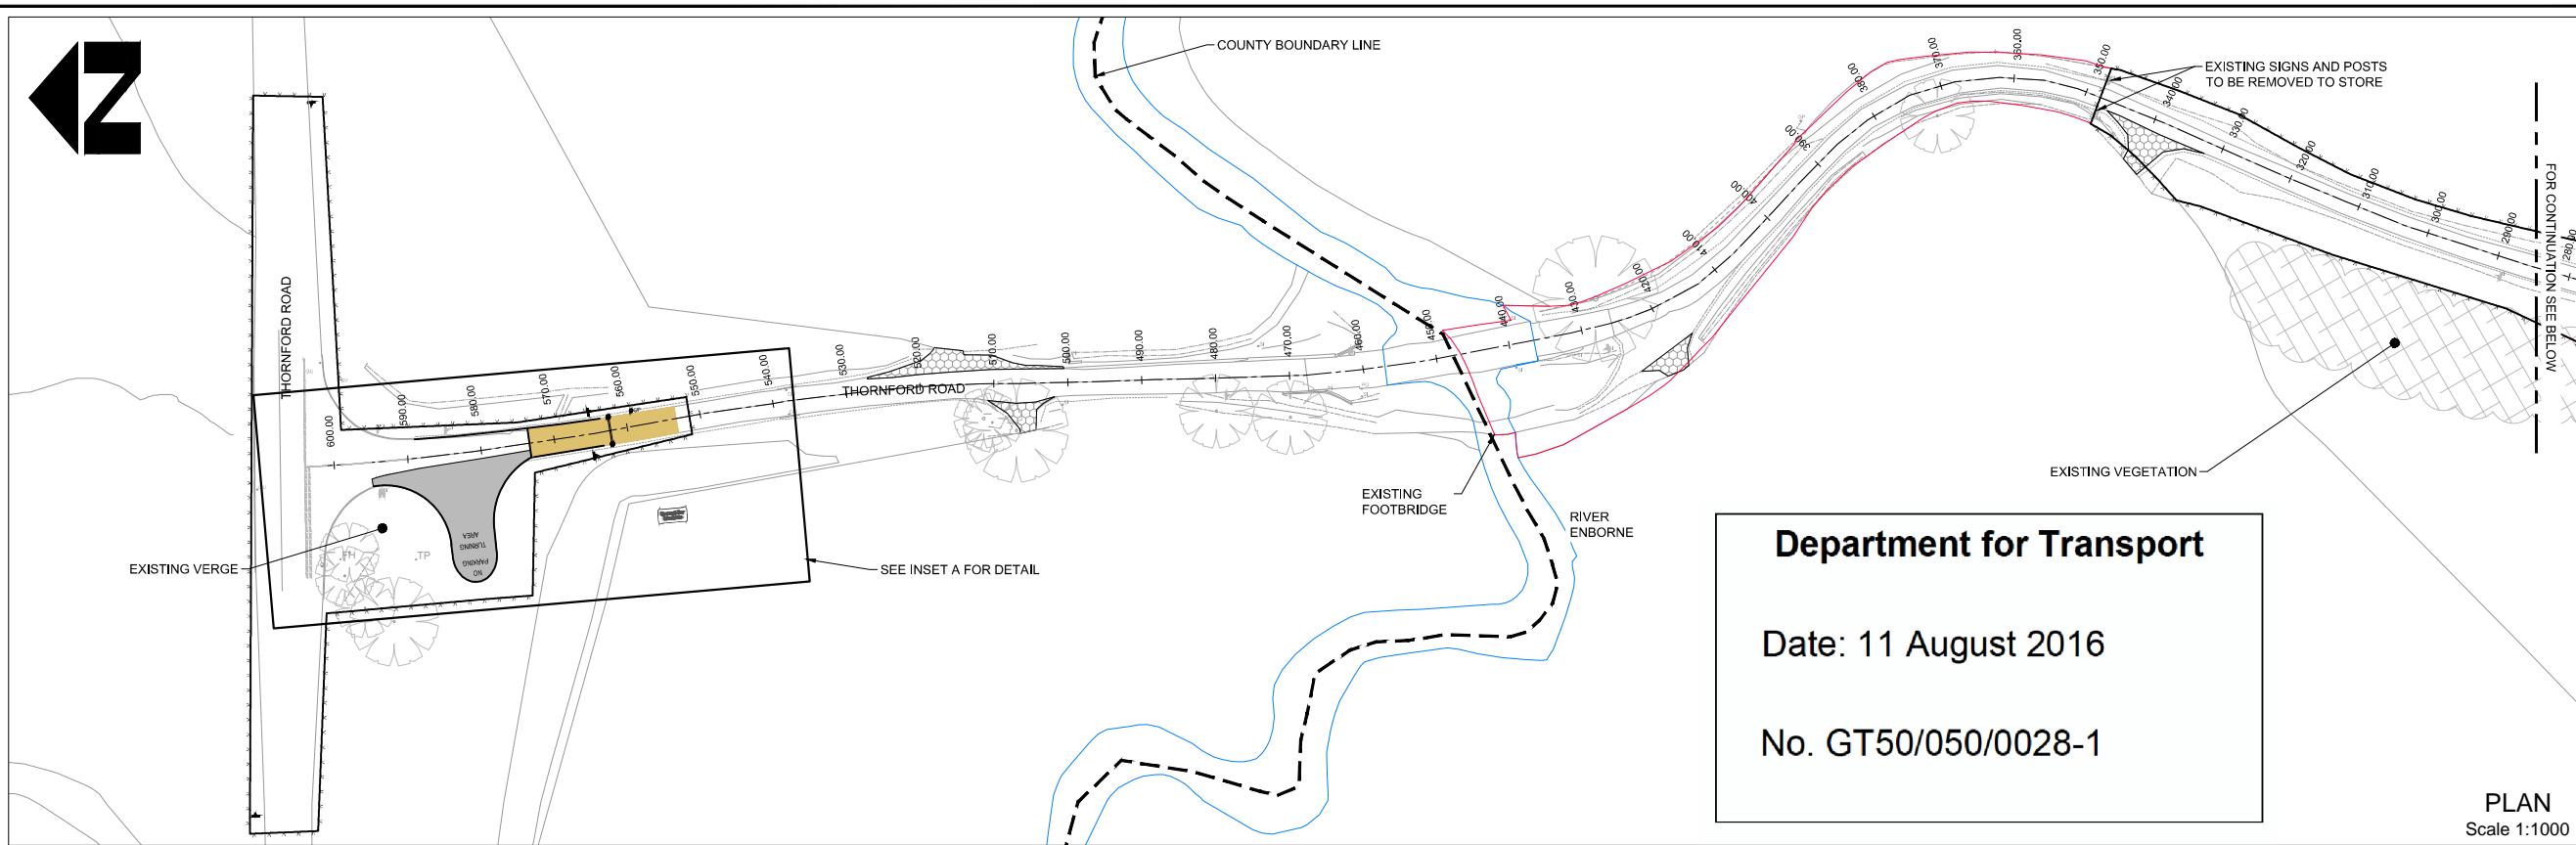 Z
COUNTY BOUNDARY LINE
EXISTING SIGNS AND POSTS
TO BE REMOVED TO STORE
FOR CONTINUATION SEE BELOW
THORNFORD ROAD
THORNFORD ROAD
600.00
590.00
580.00
570.00
560.00
550.00
540.00
530.00
520.00
510.00
500.00
490.00
480.00
470.00
460.00
450.00
440.00
430.00
420.00
410.00
400.00
390.00
380.00
370.00
360.00
350.00
340.00
330.00
320.00
310.00
300.00
290.00
280.00
EXISTING VERGE
FH
TP
NO
PARKING
TURNING
AREA
SEE INSET A FOR DETAIL
EXISTING
FOOTBRIDGE
RIVER
ENBORNE
EXISTING VEGETATION
Department for Transport
Date: 11 August 2016
No. GT50/050/0028-1
PLAN
Scale 1:1000